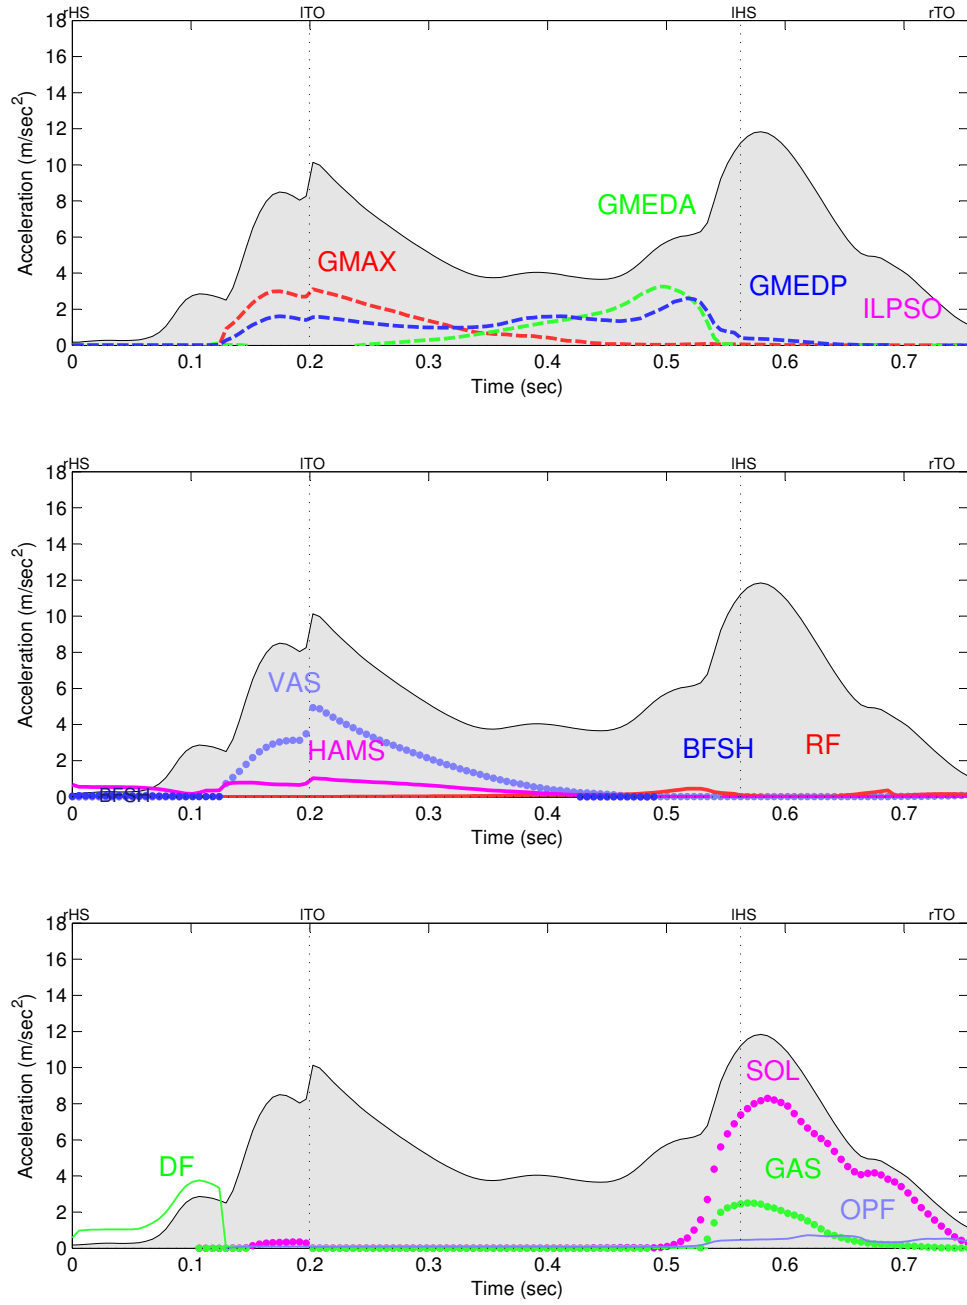 rHS lTO lHS rTO
18
16
14
12
10
8
6
4
2
0
Acceleration (m/sec2)
GMEDA
GMAX
GMEDP
ILPSO
0 0.1 0.2 0.3 0.4 0.5 0.6 0.7
Time (sec)
rHS lTO lHS rTO
18
16
14
12
10
8
6
4
2
0
Acceleration (m/sec2)
VAS
HAMS
BFSH
RF
BFSH
0 0.1 0.2 0.3 0.4 0.5 0.6 0.7
Time (sec)
rHS lTO lHS rTO
18
16
14
12
10
8
6
4
2
0
Acceleration (m/sec2)
SOL
DF
GAS
OPF
0 0.1 0.2 0.3 0.4 0.5 0.6 0.7
Time (sec)